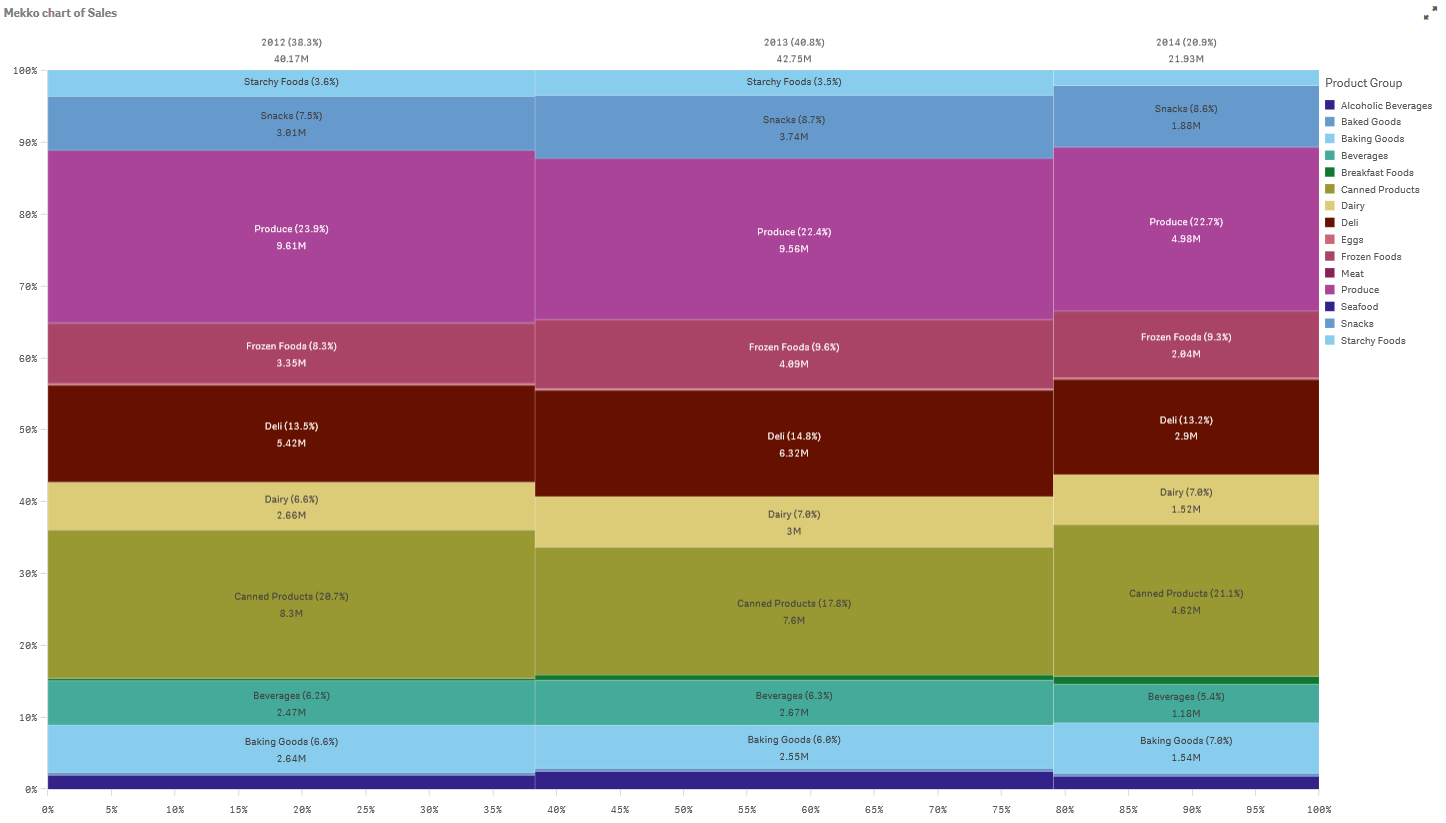 Mekko chart of Sales
2012 (38.3%)
40.17M
2013 (40.8%)
42.75M
2014 (20.9%)
21.93M
100%
90%
80%
70%
60%
50%
40%
30%
20%
10%
0%
Starchy Foods (3.6%)
Snacks (7.5%)
3.01M
Produce (23.9%)
9.61M
Frozen Foods (8.3%)
3.35M
Deli (13.5%)
5.42M
Dairy (6.6%)
2.66M
Canned Products (20.7%)
8.3M
Beverages (6.2%)
2.47M
Baking Goods (6.6%)
2.64M
Starchy Foods (3.5%)
Snacks (8.7%)
3.74M
Produce (22.4%)
9.56M
Frozen Foods (9.6%)
4.09M
Deli (14.8%)
6.32M
Dairy (7.0%)
3M
Canned Products (17.8%)
7.6M
Beverages (6.3%)
2.67M
Baking Goods (6.0%)
2.55M
Snacks (8.6%)
1.88M
Produce (22.7%)
4.98M
Frozen Foods (9.3%)
2.04M
Deli (13.2%)
2.9M
Dairy (7.0%)
1.52M
Canned Products (21.1%)
4.62M
Beverages (5.4%)
1.18M
Baking Goods (7.0%)
1.54M
0% 5% 10% 15% 20% 25% 30% 35% 40% 45% 50% 55% 60% 65% 70% 75% 80% 85% 90% 95% 100%
Product Group
Alcoholic Beverages
Baked Goods
Baking Goods
Beverages
Breakfast Foods
Canned Products
Dairy
Deli
Eggs
Frozen Foods
Meat
Produce
Seafood
Snacks
Starchy Foods